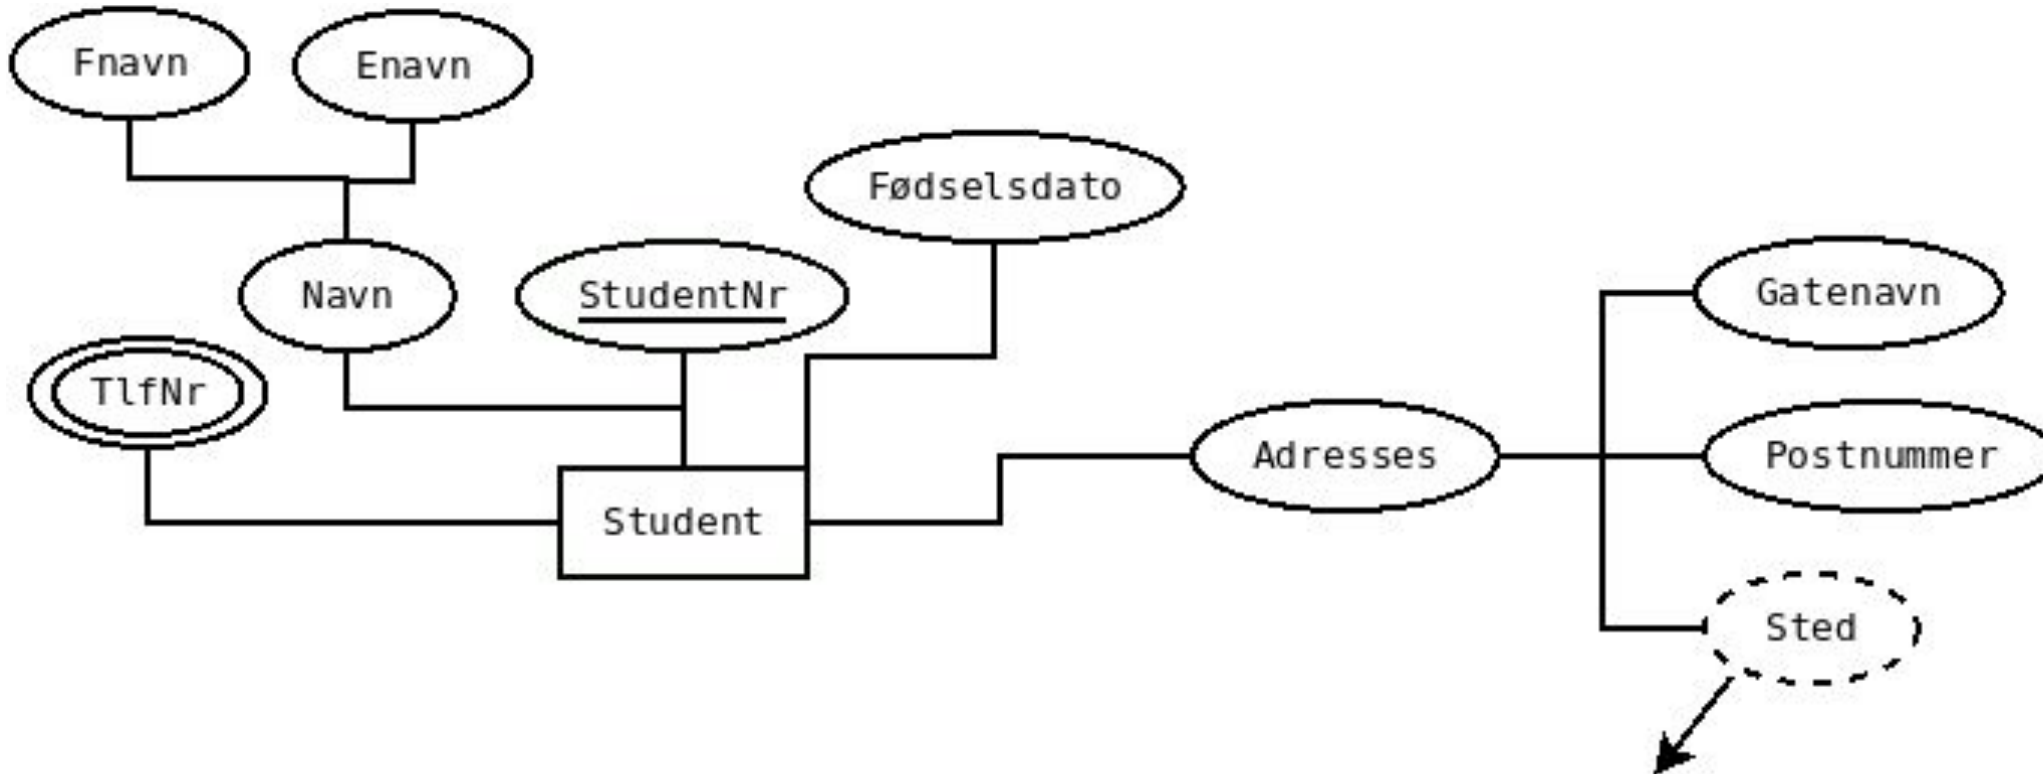 Fnavn
Enavn
Fødselsdato
Navn
StudentNr
Gatenavn
TlfNr
Adresses
Postnummer
Student
Sted